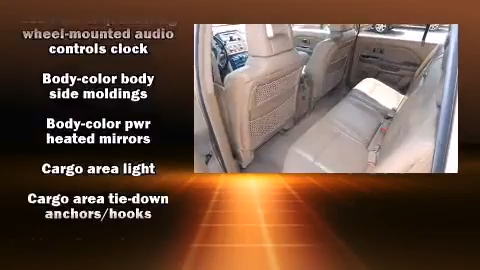 wheel-mounted audio
controls clock
Body-color body
side moldings
Body-color pwr
heated mirrors
Cargo area light
Cargo area tie-down
anchors/hooks